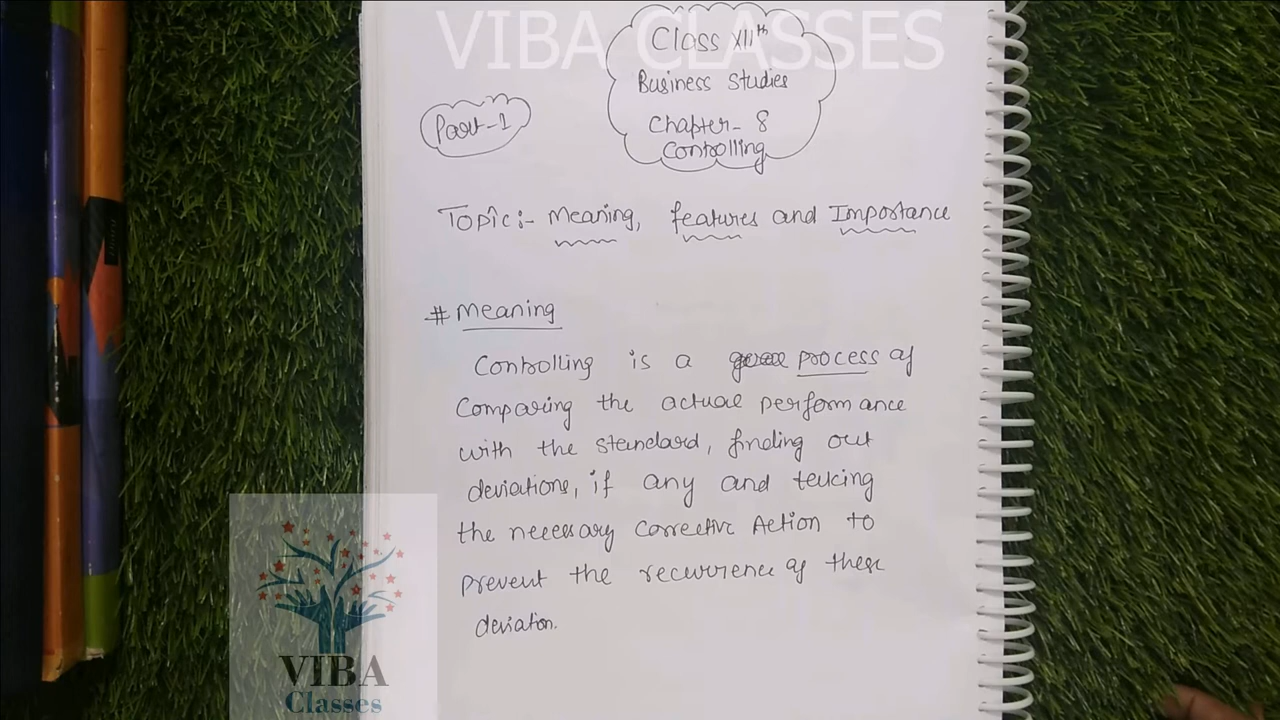 VIBA CLASSES
Class XIIth
Business Studies
Part-1
Chapter- 8
Controlling
Topic:- Meaning, features and Importance
# Meaning
Controlling is a process of
Comparing the actual performance
with the standard, finding out
deviations, if any and taking
the necessary corrective Action to
prevent the recurrence of these
deviation.
VIBA
Classes